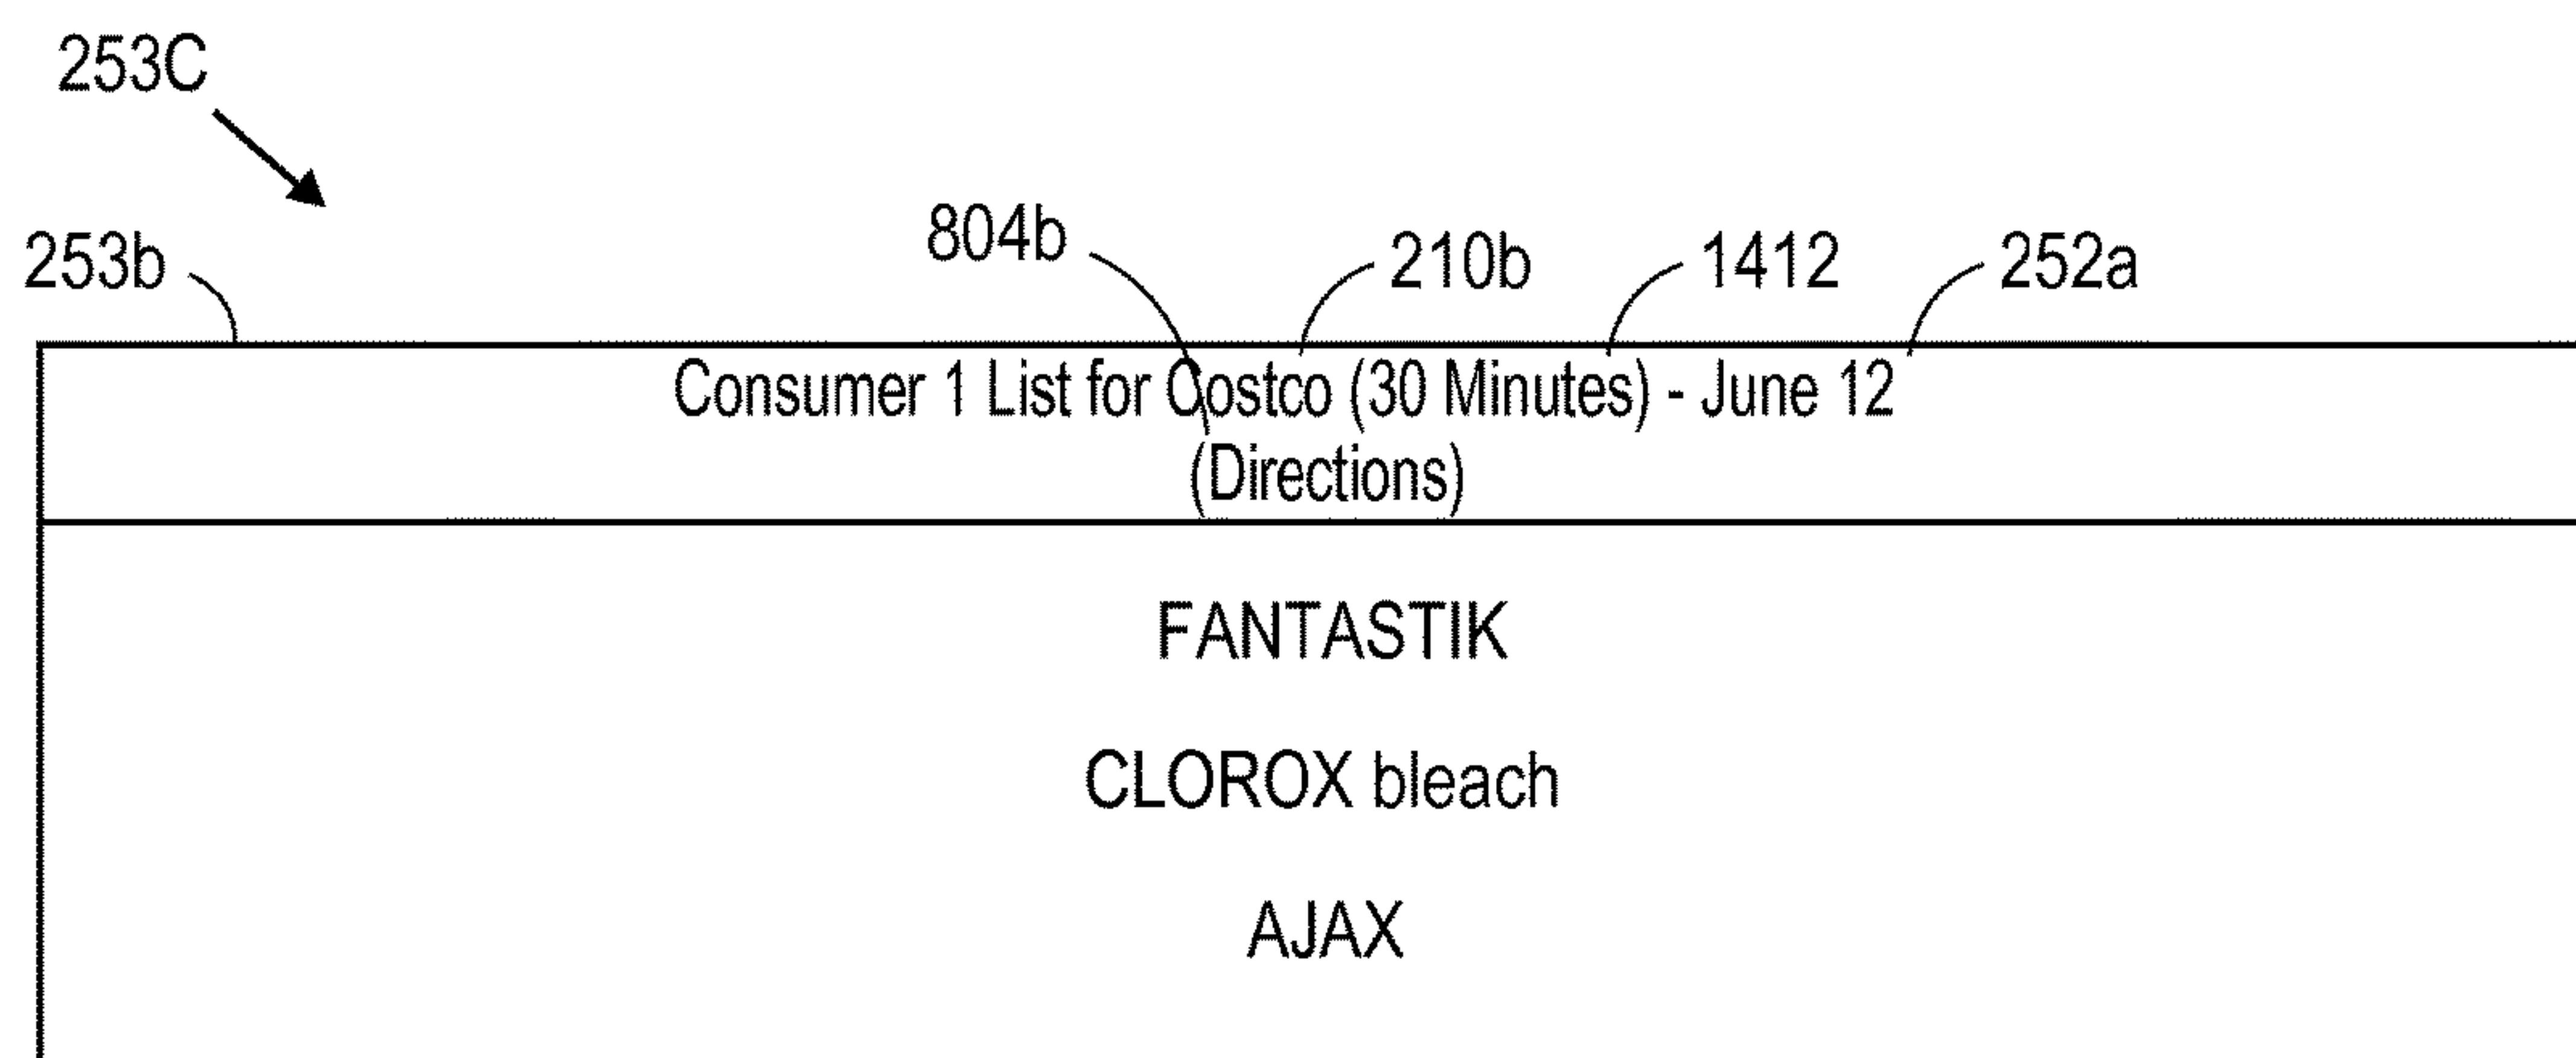 253C
253b 804b 210b 1412 252a
Consumer 1 List for Costco (30 Minutes) - June 12
(Directions)
FANTASTIK
CLOROX bleach
AJAX